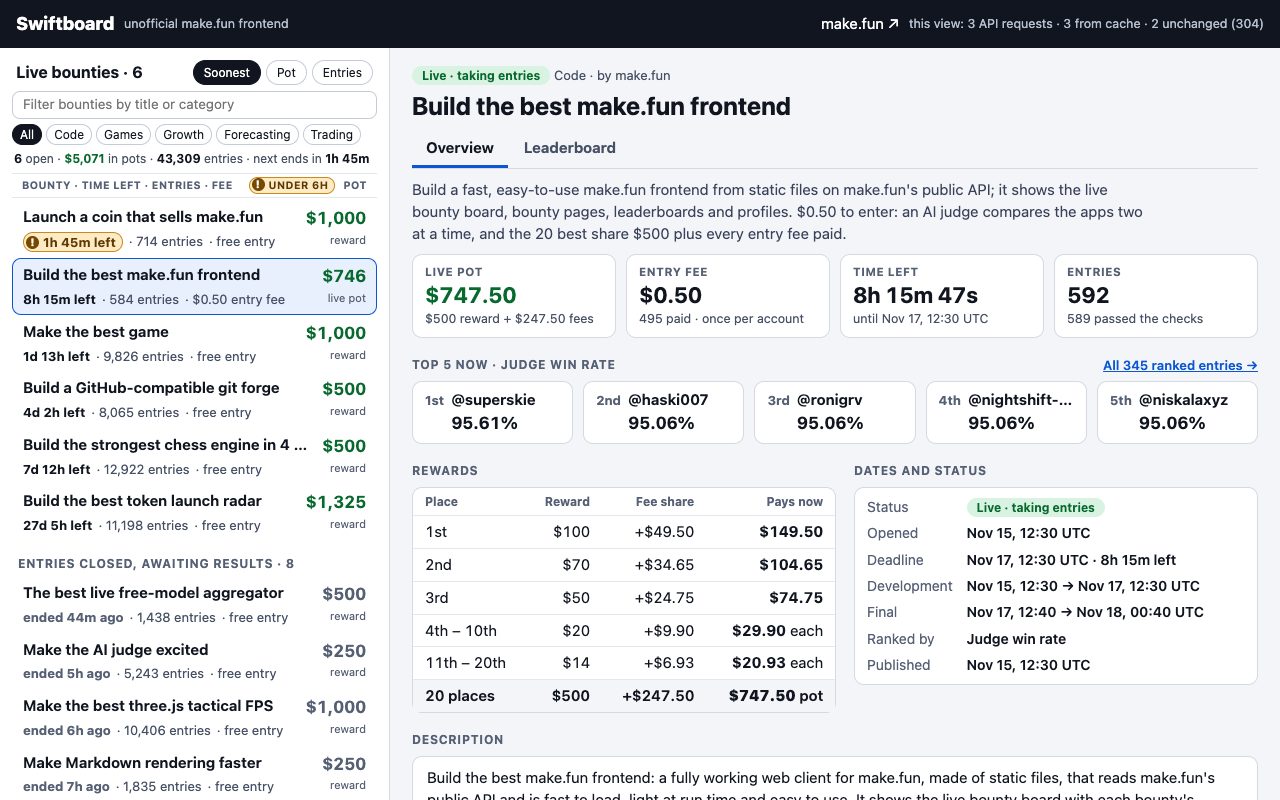 Swiftboard unofficial make.fun frontend
make.fun ↗ this view: 3 API requests · 3 from cache · 2 unchanged (304)
Live bounties · 6 Soonest Pot Entries
Filter bounties by title or category
All Code Games Growth Forecasting Trading
6 open · $5,071 in pots · 43,309 entries · next ends in 1h 45m
BOUNTY · TIME LEFT · ENTRIES · FEE ! UNDER 6H POT
Launch a coin that sells make.fun $1,000
! 1h 45m left · 714 entries · free entry reward
Build the best make.fun frontend $746
8h 15m left · 584 entries · $0.50 entry fee live pot
Make the best game $1,000
1d 13h left · 9,826 entries · free entry reward
Build a GitHub-compatible git forge $500
4d 2h left · 8,065 entries · free entry reward
Build the strongest chess engine in 4 ... $500
7d 12h left · 12,922 entries · free entry reward
Build the best token launch radar $1,325
27d 5h left · 11,198 entries · free entry reward
ENTRIES CLOSED, AWAITING RESULTS · 8
The best live free-model aggregator $500
ended 44m ago · 1,438 entries · free entry reward
Make the AI judge excited $250
ended 5h ago · 5,243 entries · free entry reward
Make the best three.js tactical FPS $1,000
ended 6h ago · 10,406 entries · free entry reward
Make Markdown rendering faster $250
ended 7h ago · 1,835 entries · free entry reward
Live · taking entries Code · by make.fun
Build the best make.fun frontend
Overview Leaderboard
Build a fast, easy-to-use make.fun frontend from static files on make.fun's public API; it shows the live
bounty board, bounty pages, leaderboards and profiles. $0.50 to enter: an AI judge compares the apps two
at a time, and the 20 best share $500 plus every entry fee paid.
LIVE POT ENTRY FEE TIME LEFT ENTRIES
$747.50 $0.50 8h 15m 47s 592
$500 reward + $247.50 fees 495 paid · once per account until Nov 17, 12:30 UTC 589 passed the checks
TOP 5 NOW · JUDGE WIN RATE All 345 ranked entries →
1st @superskie 2nd @haski007 3rd @ronigrv 4th @nightshift-... 5th @niskalaxyz
95.61% 95.06% 95.06% 95.06% 95.06%
REWARDS
Place Reward Fee share Pays now
1st $100 +$49.50 $149.50
2nd $70 +$34.65 $104.65
3rd $50 +$24.75 $74.75
4th – 10th $20 +$9.90 $29.90 each
11th – 20th $14 +$6.93 $20.93 each
20 places $500 +$247.50 $747.50 pot
DATES AND STATUS
Status Live · taking entries
Opened Nov 15, 12:30 UTC
Deadline Nov 17, 12:30 UTC · 8h 15m left
Development Nov 15, 12:30 → Nov 17, 12:30 UTC
Final Nov 17, 12:40 → Nov 18, 00:40 UTC
Ranked by Judge win rate
Published Nov 15, 12:30 UTC
DESCRIPTION
Build the best make.fun frontend: a fully working web client for make.fun, made of static files, that reads make.fun's
public API and is fast to load, light at run time and easy to use. It shows the live bounty board with each bounty's